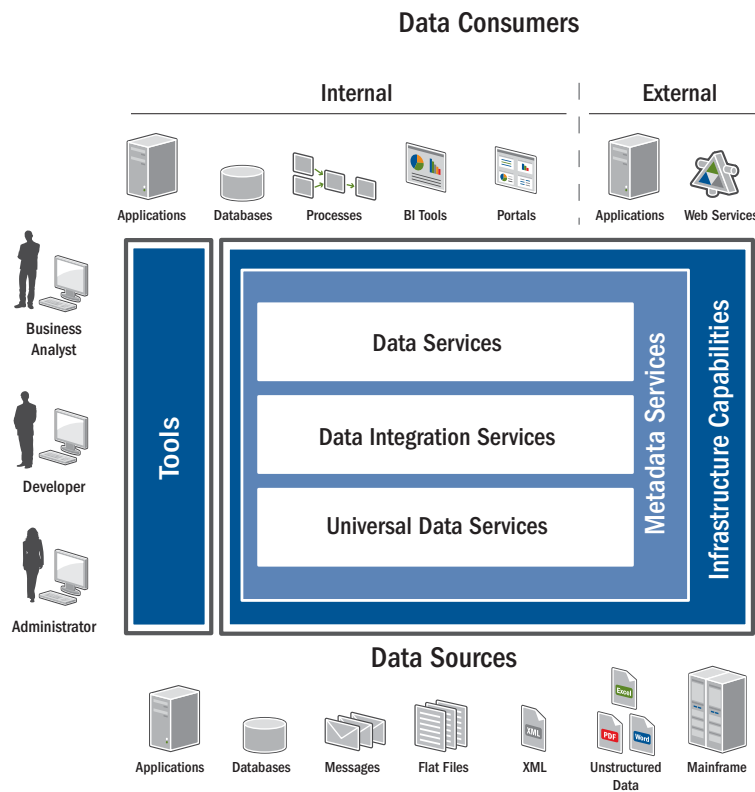 Data Consumers
Internal
External
Applications
Databases
Processes
BI Tools
Portals
Applications
Web Services
Business
Analyst
Developer
Administrator
Tools
Data Services
Data Integration Services
Universal Data Services
Metadata Services
Infrastructure Capabilities
Data Sources
Excel
XML
PDF
Word
Applications
Databases
Messages
Flat Files
XML
Unstructured
Data
Mainframe